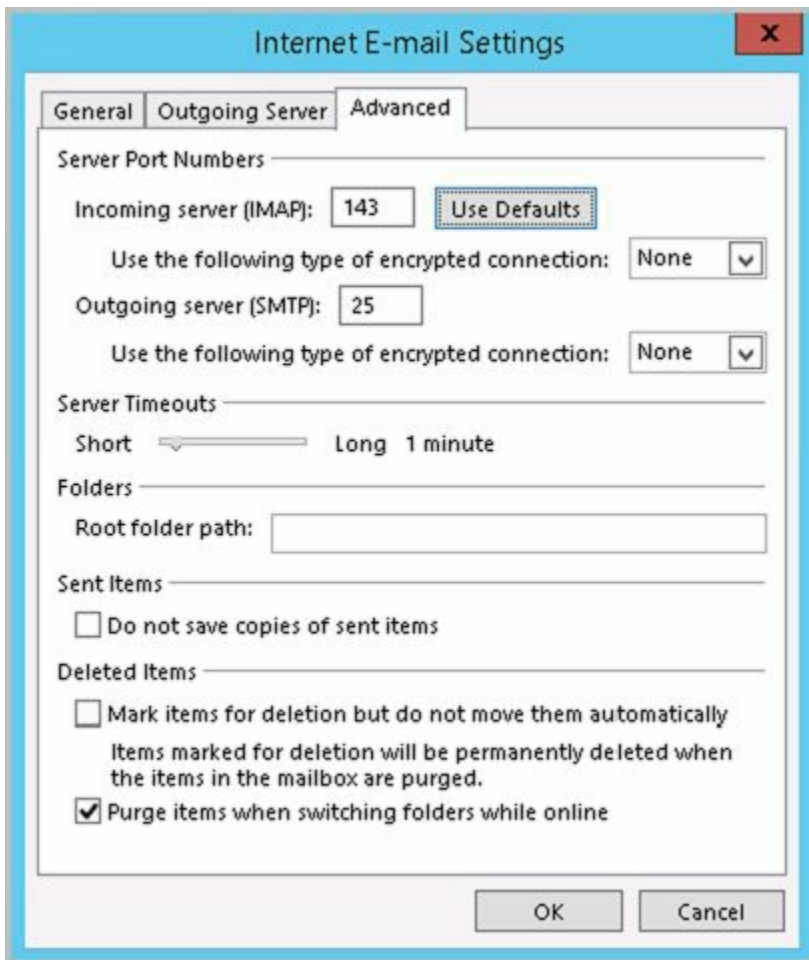 Internet E-mail Settings
x
General Outgoing Server Advanced
Server Port Numbers
Incoming server (IMAP): 143 Use Defaults
Use the following type of encrypted connection: None
Outgoing server (SMTP): 25
Use the following type of encrypted connection: None
Server Timeouts
Short Long 1 minute
Folders
Root folder path:
Sent Items
Do not save copies of sent items
Deleted Items
Mark items for deletion but do not move them automatically
Items marked for deletion will be permanently deleted when
the items in the mailbox are purged.
Purge items when switching folders while online
OK Cancel